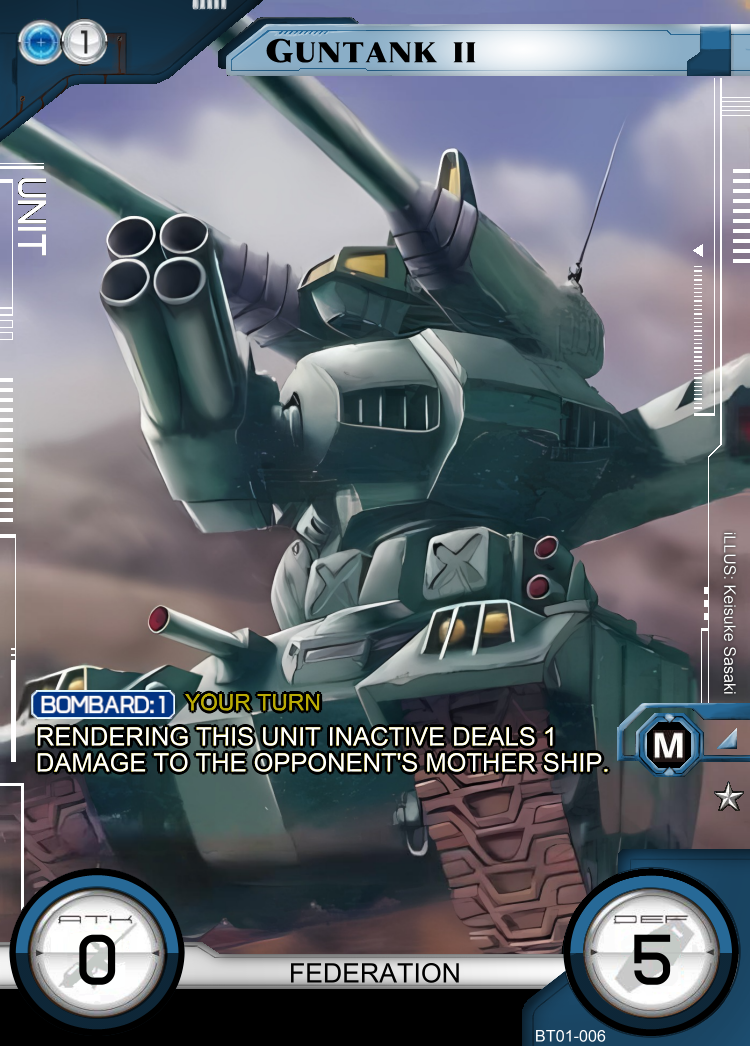 1
GUNTANK II
UNIT
iLLUS: Keisuke Sasaki
BOMBARD:1 YOUR TURN
RENDERING THIS UNIT INACTIVE DEALS 1
DAMAGE TO THE OPPONENT'S MOTHER SHIP.
M
ATK
0
DEF
5
FEDERATION
BT01-006